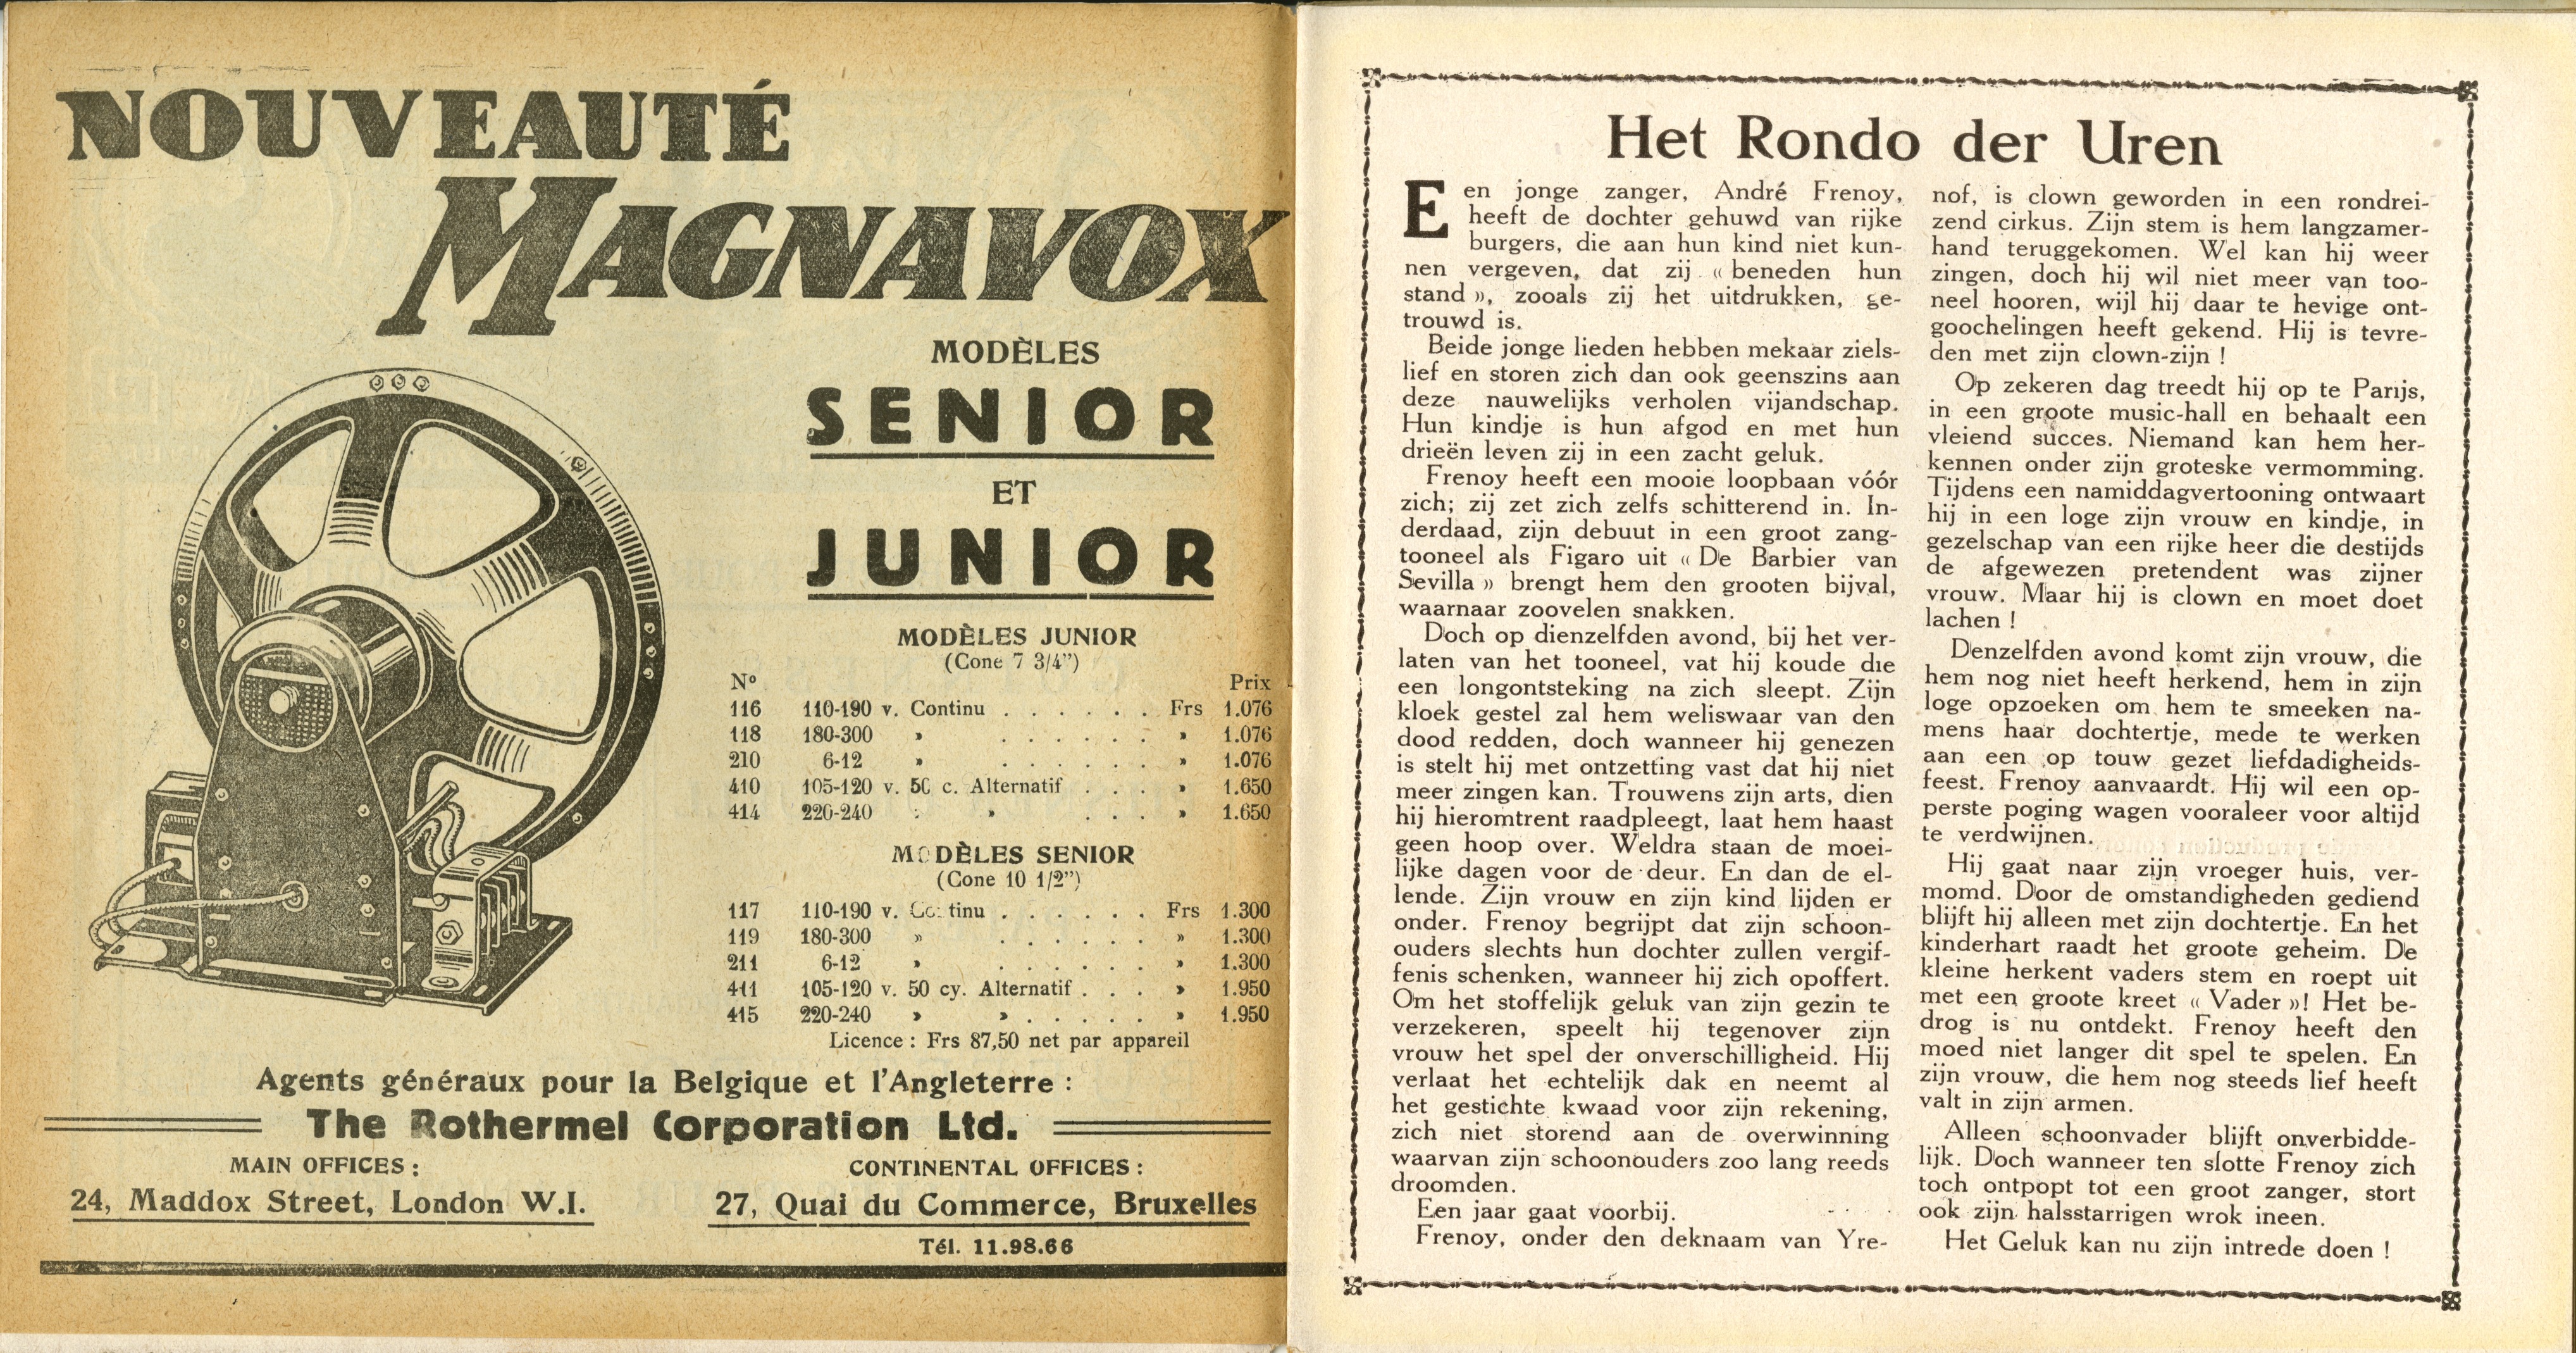 NOUVEAUTÉ
MAGNAVOX
MODÈLES
SENIOR
ET
JUNIOR
MODÈLES JUNIOR
(Cone 7 3/4")
Nº Prix
116 110-190 v. Continu . . . . . . Frs 1.076
118 180-300 » . . . . . . » 1.076
210 6-12 » . . . . . . » 1.076
410 105-120 v. 50 c. Alternatif . . . » 1.650
414 220-240 : » . . . » 1.650
MODÈLES SENIOR
(Cone 10 1/2")
117 110-190 v. Continu . . . . . . Frs 1.300
119 180-300 » . . . . . . » 1.300
211 6-12 » . . . . . . » 1.300
411 105-120 v. 50 cy. Alternatif . . . » 1.950
415 220-240 » » . . . . . » 1.950
Licence : Frs 87,50 net par appareil
Agents généraux pour la Belgique et l'Angleterre :
The Rothermel Corporation Ltd.
MAIN OFFICES :
24, Maddox Street, London W.I.
CONTINENTAL OFFICES :
27, Quai du Commerce, Bruxelles
Tél. 11.98.66
Het Rondo der Uren
Een jonge zanger, André Frenoy,
heeft de dochter gehuwd van rijke
burgers, die aan hun kind niet kun-
nen vergeven, dat zij « beneden hun
stand », zooals zij het uitdrukken, ge-
trouwd is.
Beide jonge lieden hebben mekaar ziels-
lief en storen zich dan ook geenszins aan
deze nauwelijks verholen vijandschap.
Hun kindje is hun afgod en met hun
drieën leven zij in een zacht geluk.
Frenoy heeft een mooie loopbaan vóór
zich; zij zet zich zelfs schitterend in. In-
derdaad, zijn debuut in een groot zang-
tooneel als Figaro uit « De Barbier van
Sevilla » brengt hem den grooten bijval,
waarnaar zoovelen snakken.
Doch op dienzelfden avond, bij het ver-
laten van het tooneel, vat hij koude die
een longontsteking na zich sleept. Zijn
kloek gestel zal hem weliswaar van den
dood redden, doch wanneer hij genezen
is stelt hij met ontzetting vast dat hij niet
meer zingen kan. Trouwens zijn arts, dien
hij hieromtrent raadpleegt, laat hem haast
geen hoop over. Weldra staan de moei-
lijke dagen voor de deur. En dan de el-
lende. Zijn vrouw en zijn kind lijden er
onder. Frenoy begrijpt dat zijn schoon-
ouders slechts hun dochter zullen vergif-
fenis schenken, wanneer hij zich opoffert.
Om het stoffelijk geluk van zijn gezin te
verzekeren, speelt hij tegenover zijn
vrouw het spel der onverschilligheid. Hij
verlaat het echtelijk dak en neemt al
het gestichte kwaad voor zijn rekening,
zich niet storend aan de overwinning
waarvan zijn schoonouders zoo lang reeds
droomden.
Een jaar gaat voorbij.
Frenoy, onder den deknaam van Yre-
nof, is clown geworden in een rondrei-
zend cirkus. Zijn stem is hem langzamer-
hand teruggekomen. Wel kan hij weer
zingen, doch hij wil niet meer van too-
neel hooren, wijl hij daar te hevige ont-
goochelingen heeft gekend. Hij is tevre-
den met zijn clown-zijn !
Op zekeren dag treedt hij op te Parijs,
in een groote music-hall en behaalt een
vleiend succes. Niemand kan hem her-
kennen onder zijn groteske vermomming.
Tijdens een namiddagvertooning ontwaart
hij in een loge zijn vrouw en kindje, in
gezelschap van een rijke heer die destijds
de afgewezen pretendent was zijner
vrouw. Maar hij is clown en moet doet
lachen !
Denzelfden avond komt zijn vrouw, die
hem nog niet heeft herkend, hem in zijn
loge opzoeken om hem te smeeken na-
mens haar dochtertje, mede te werken
aan een op touw gezet liefdadigheids-
feest. Frenoy aanvaardt. Hij wil een op-
perste poging wagen vooraleer voor altijd
te verdwijnen.
Hij gaat naar zijn vroeger huis, ver-
momd. Door de omstandigheden gediend
blijft hij alleen met zijn dochtertje. En het
kinderhart raadt het groote geheim. De
kleine herkent vaders stem en roept uit
met een groote kreet « Vader »! Het be-
drog is nu ontdekt. Frenoy heeft den
moed niet langer dit spel te spelen. En
zijn vrouw, die hem nog steeds lief heeft
valt in zijn armen.
Alleen schoonvader blijft onverbidde-
lijk. Doch wanneer ten slotte Frenoy zich
toch ontpopt tot een groot zanger, stort
ook zijn halsstarrigen wrok ineen.
Het Geluk kan nu zijn intrede doen !